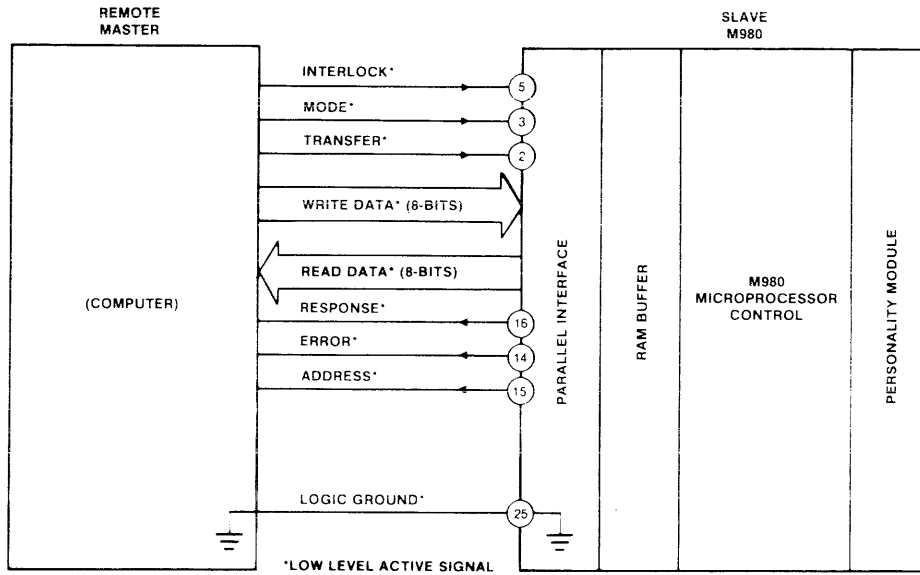 REMOTE
MASTER
SLAVE
M980
INTERLOCK*
5
MODE*
3
TRANSFER*
2
WRITE DATA* (8-BITS)
READ DATA* (8-BITS)
(COMPUTER)
RESPONSE*
16
ERROR*
14
ADDRESS*
15
PARALLEL INTERFACE
RAM BUFFER
M980
MICROPROCESSOR
CONTROL
PERSONALITY MODULE
LOGIC GROUND*
25
*LOW LEVEL ACTIVE SIGNAL